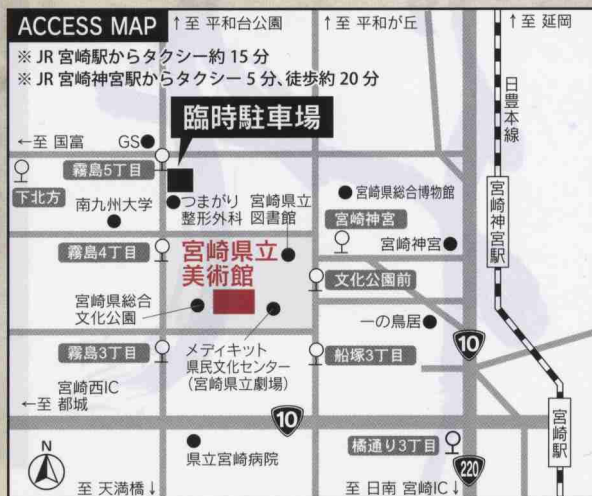 ACCESS MAP
↑至 平和台公園
↑至 平和が丘
↑至 延岡
※ JR 宮崎駅からタクシー約 15 分
※ JR 宮崎神宮駅からタクシー 5 分、徒歩約 20 分
臨時駐車場
日豊本線
←至 国富
GS
霧島5丁目
下北方
南九州大学
つまがり
整形外科
宮崎県立
図書館
宮崎県総合博物館
宮崎神宮
宮崎神宮
宮崎神宮駅
霧島4丁目
宮崎県立
美術館
文化公園前
宮崎県総合
文化公園
一の鳥居
10
霧島3丁目
メディキット
県民文化センター
(宮崎県立劇場)
船塚3丁目
宮崎西IC
←至 都城
10
宮崎駅
N
県立宮崎病院
橘通り3丁目
220
至 天満橋↓
至 日南 宮崎IC↓